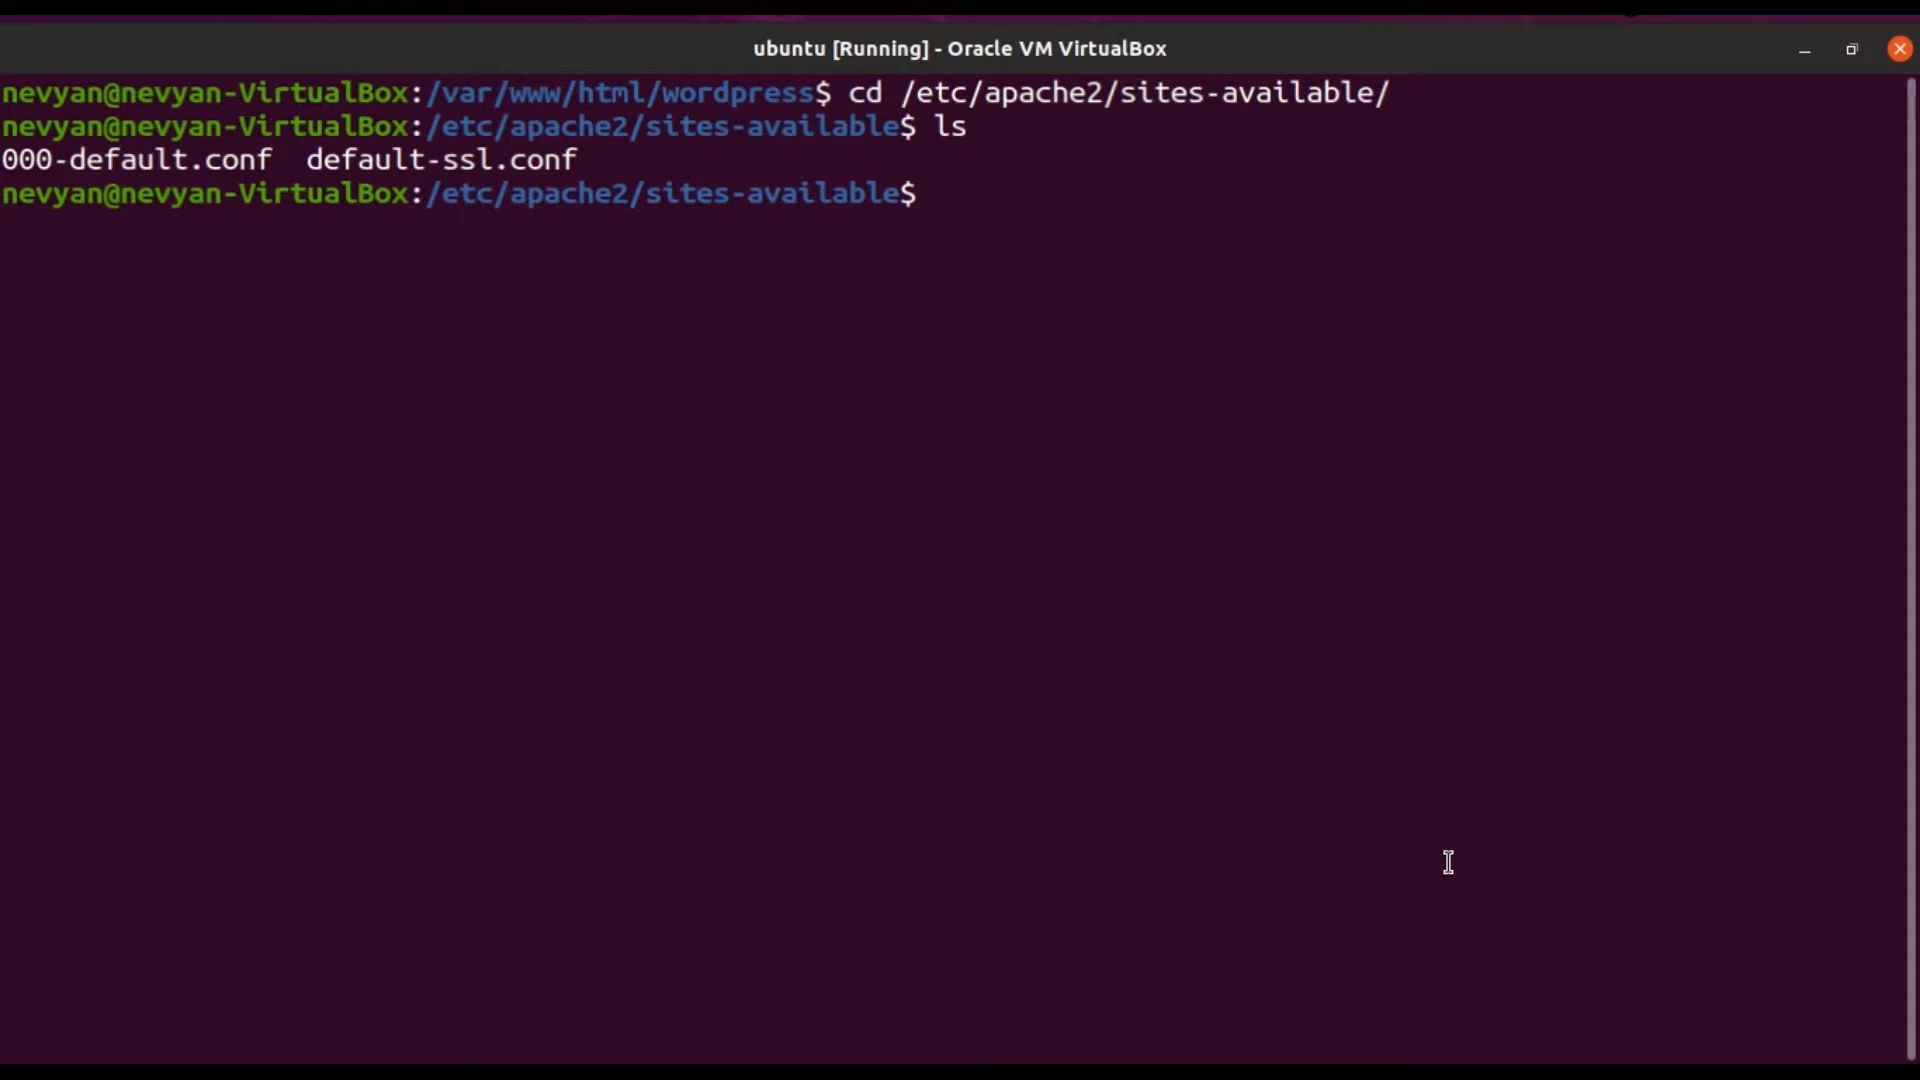 ubuntu [Running] - Oracle VM VirtualBox
nevyan@nevyan-VirtualBox:/var/www/html/wordpress$ cd /etc/apache2/sites-available/
nevyan@nevyan-VirtualBox:/etc/apache2/sites-available$ ls
000-default.conf  default-ssl.conf
nevyan@nevyan-VirtualBox:/etc/apache2/sites-available$